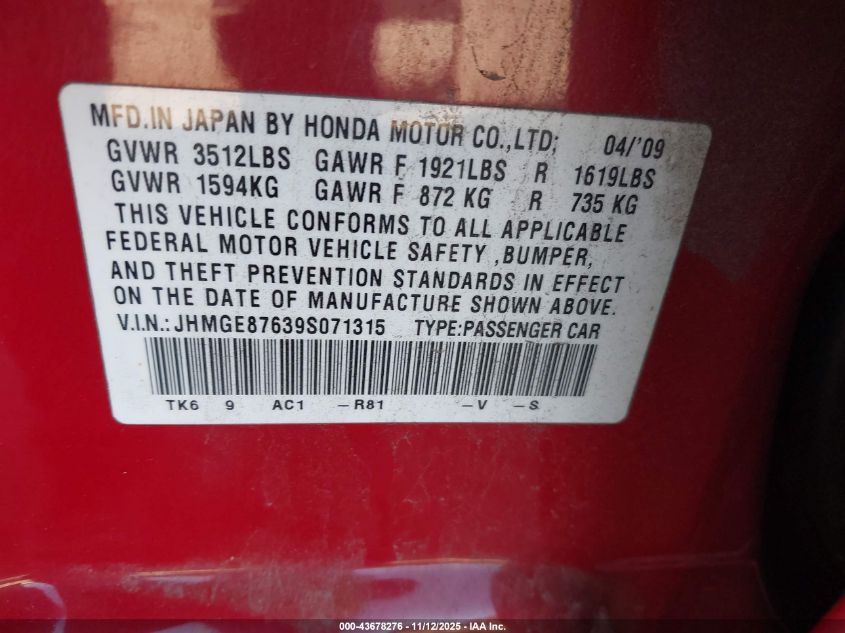 MFD.IN JAPAN BY HONDA MOTOR CO.,LTD; 04/'09
GVWR 3512LBS GAWR F 1921LBS R 1619LBS
GVWR 1594KG GAWR F 872 KG R 735 KG
THIS VEHICLE CONFORMS TO ALL APPLICABLE
FEDERAL MOTOR VEHICLE SAFETY ,BUMPER,
AND THEFT PREVENTION STANDARDS IN EFFECT
ON THE DATE OF MANUFACTURE SHOWN ABOVE.
V.I.N.:JHMGE87639S071315 TYPE:PASSENGER CAR
TK6 9 AC1 -R81 -V -S
000-43678276 - 11/12/2025 - IAA Inc.